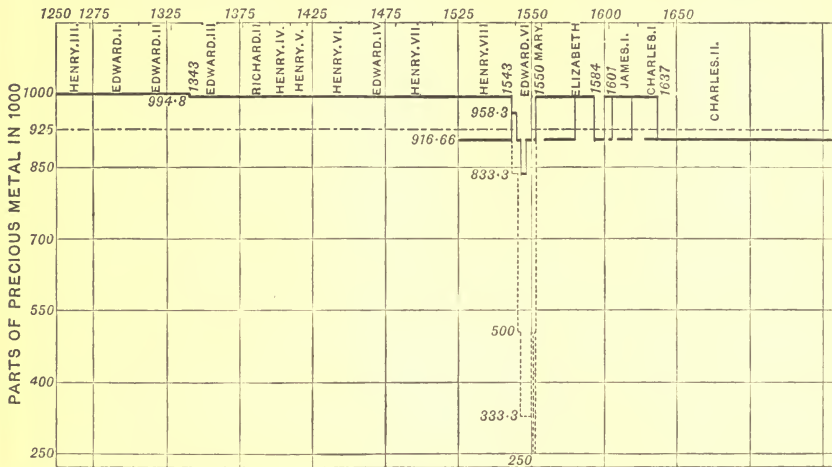 1250 1275 1325 1375 1425 1475 1525 1550 1600 1650
HENRY.III.
EDWARD.I.
EDWARD.II
1343
EDWARD.III
RICHARD.II.
HENRY.IV.
HENRY.V.
HENRY.VI.
EDWARD.IV
HENRY.VII.
HENRY.VIII
1543
EDWARD.VI
1550 MARY.
ELIZABETH
1584
1601
JAMES.I.
CHARLES.I
1637
CHARLES.II.
PARTS OF PRECIOUS METAL IN 1000
1000
994·8
958·3
925
916·66
850
833·3
700
550
500
400
333·3
250
250